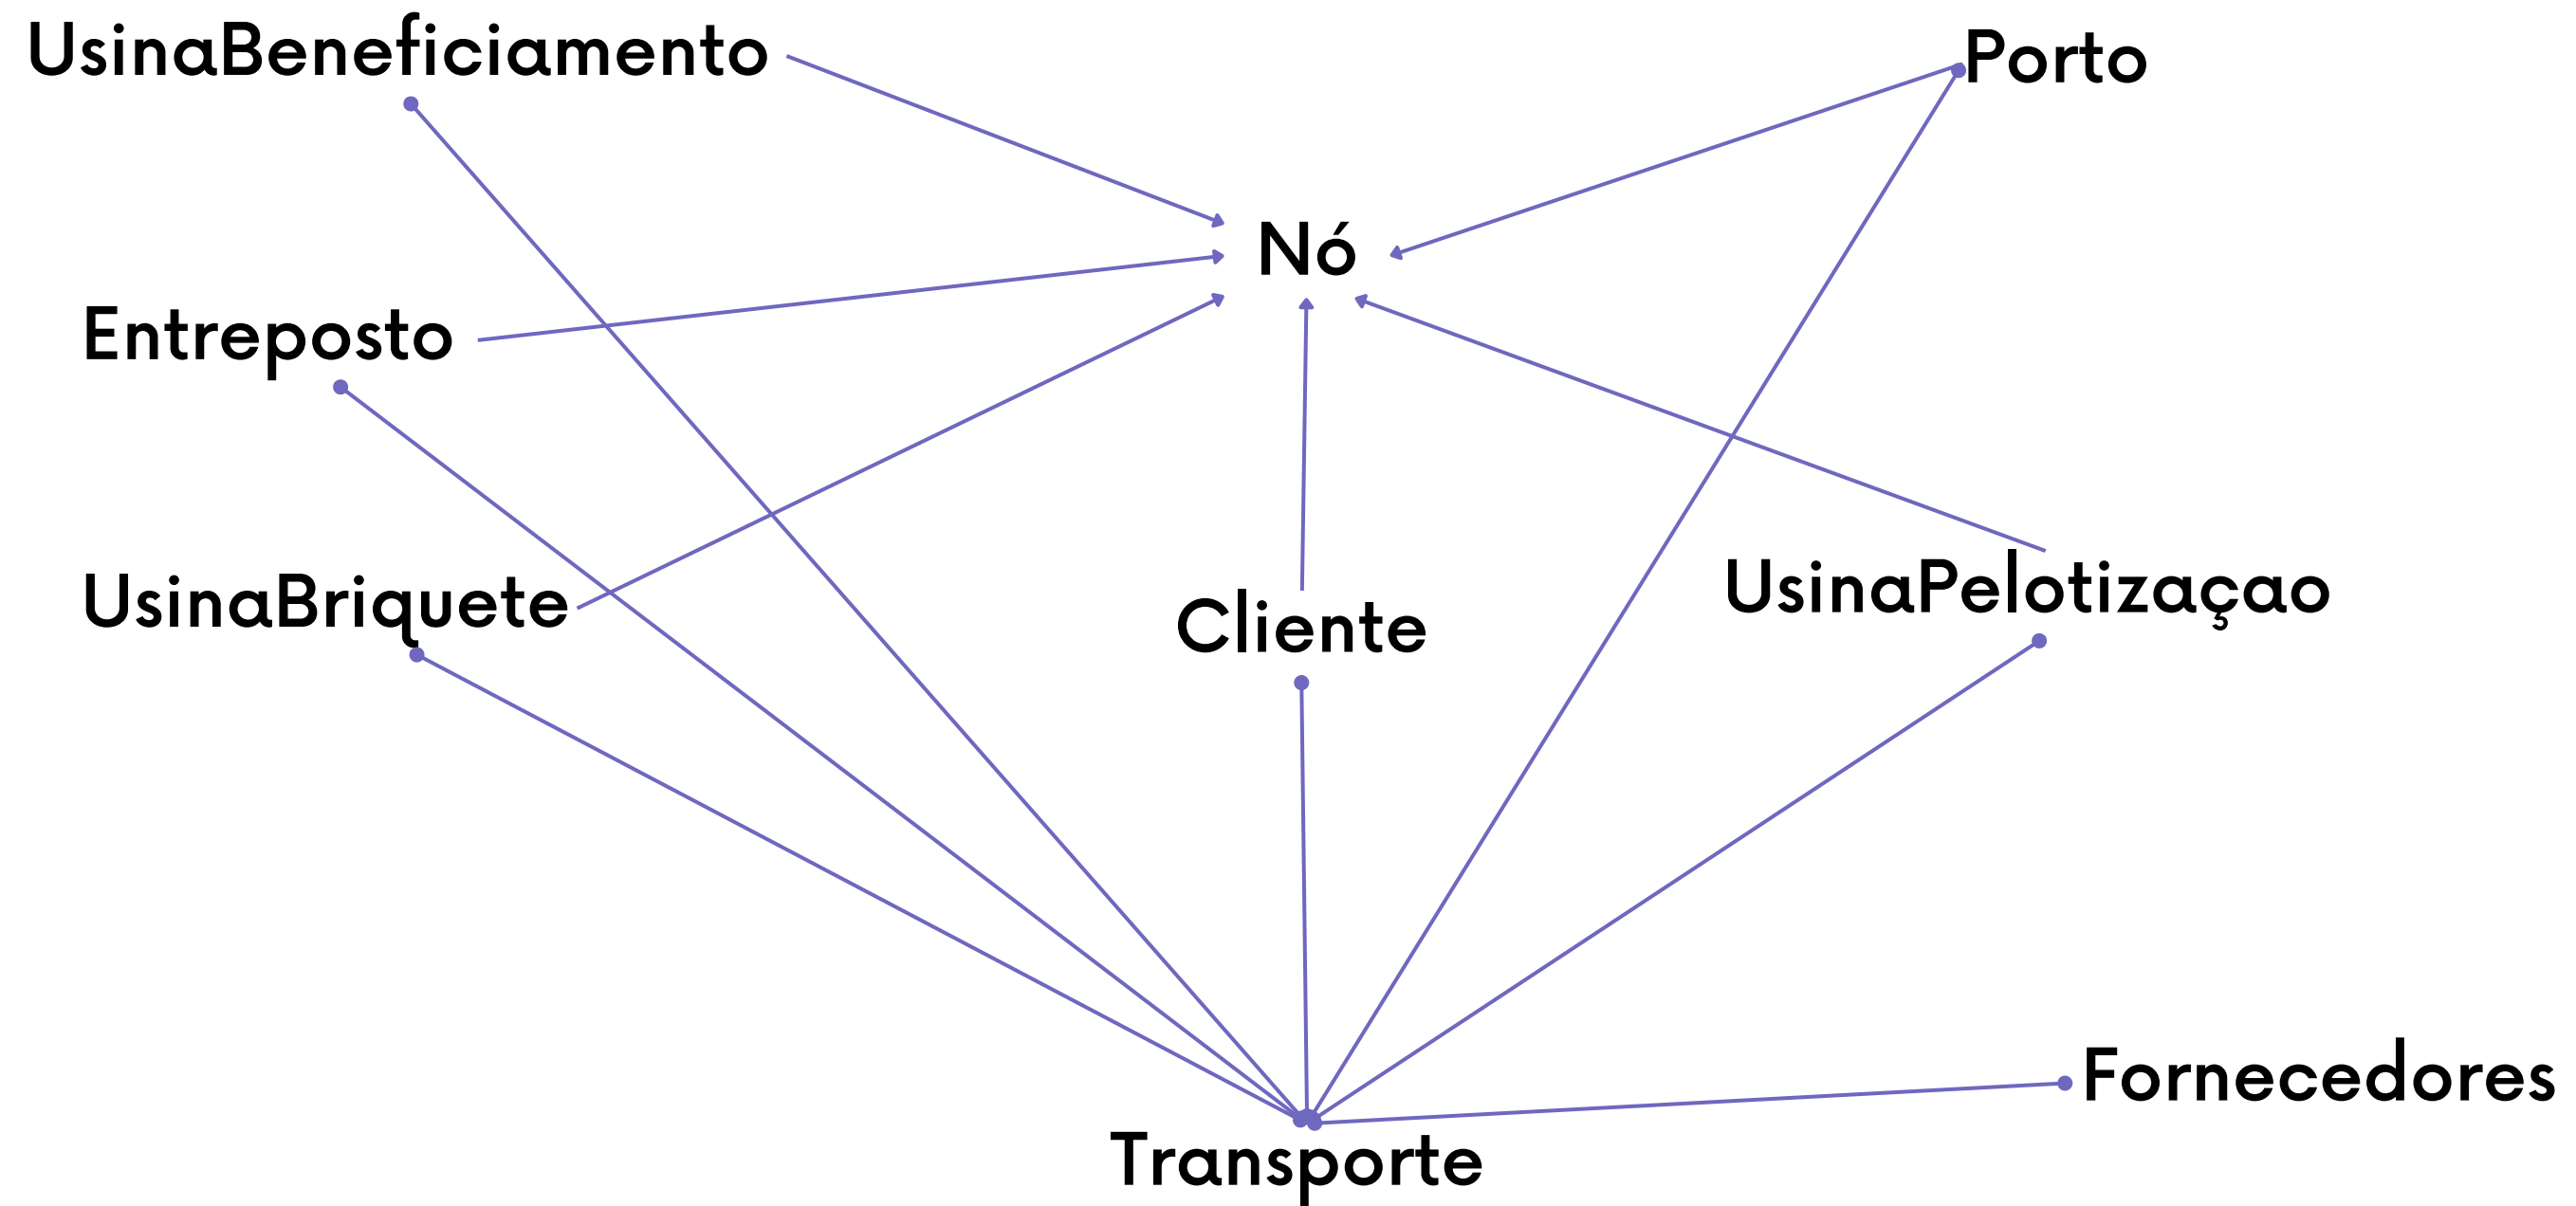 UsinaBeneficiamento
Porto
Nó
Entreposto
UsinaBriquete
Cliente
UsinaPelotizaçao
Fornecedores
Transporte